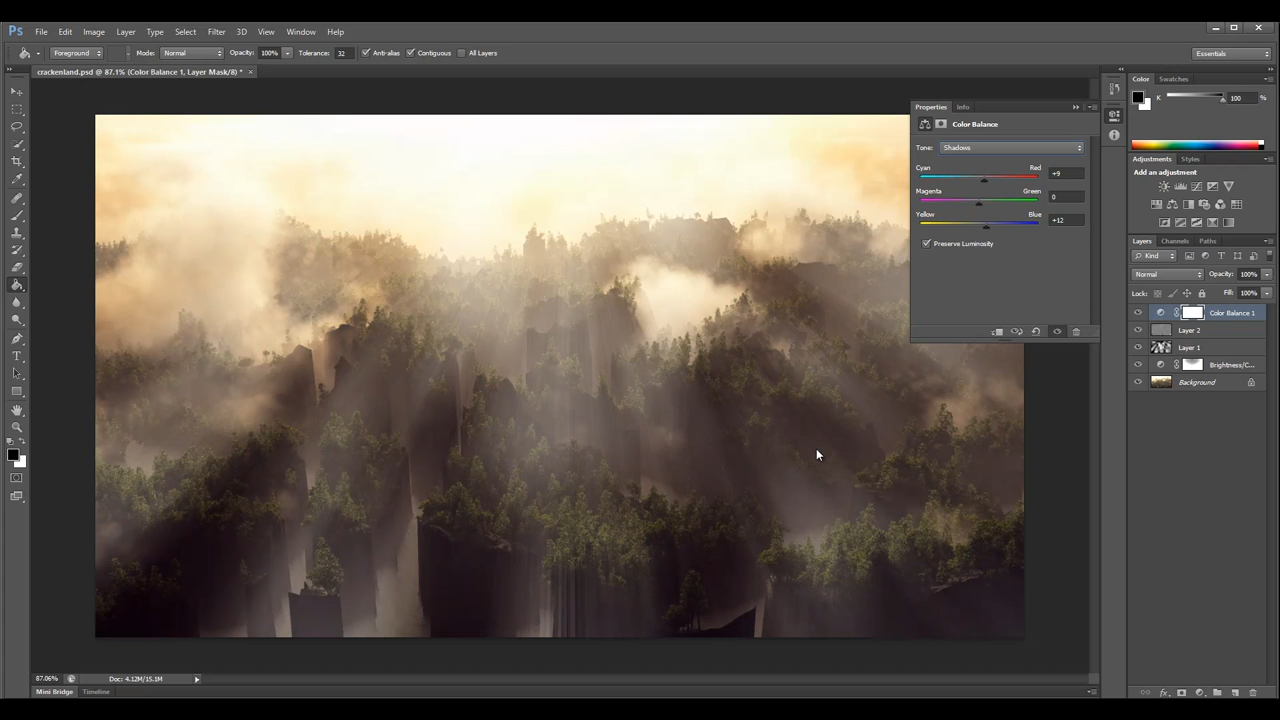 Ps File Edit Image Layer Type Select Filter 3D View Window Help
Foreground Mode: Normal Opacity: 100% Tolerance: 32 Anti-alias Contiguous All Layers Essentials
crackenland.psd @ 87.1% (Color Balance 1, Layer Mask/8) *
Properties Info
Color Balance
Tone: Shadows
Cyan Red +9
Magenta Green 0
Yellow Blue +12
Preserve Luminosity
Color Swatches
K 100 %
Adjustments Styles
Add an adjustment
Layers Channels Paths
Kind
Normal Opacity: 100%
Lock: Fill: 100%
Color Balance 1
Layer 2
Layer 1
Brightness/C...
Background
87.06% Doc: 4.12M/15.1M
Mini Bridge Timeline